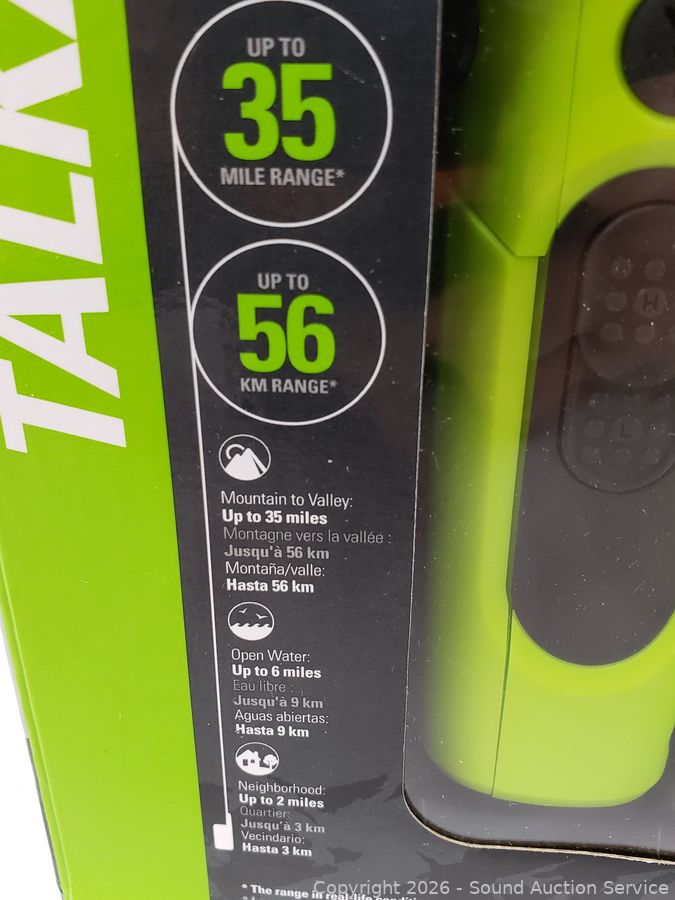 TALK
UP TO
35
MILE RANGE*
UP TO
56
KM RANGE*
Mountain to Valley:
Up to 35 miles
Montagne vers la vallée :
Jusqu'à 56 km
Montaña/valle:
Hasta 56 km
Open Water:
Up to 6 miles
Eau libre :
Jusqu'à 9 km
Aguas abiertas:
Hasta 9 km
Neighborhood:
Up to 2 miles
Quartier:
Jusqu'à 3 km
Vecindario:
Hasta 3 km
* The range in real-life
H
L
Copyright 2026 - Sound Auction Service